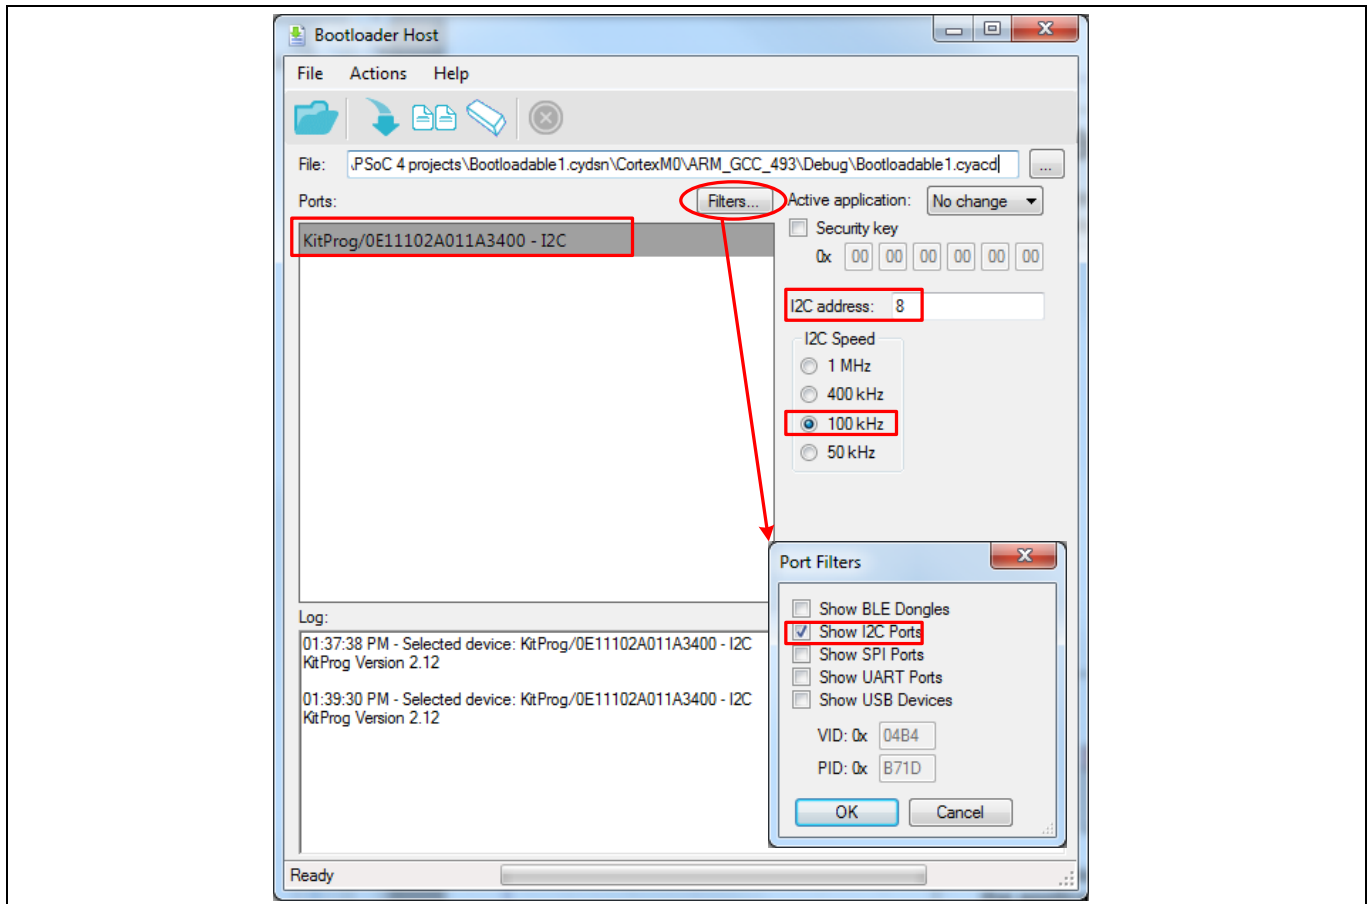 Bootloader Host
File Actions Help
File: .PSoC 4 projects\Bootloadable1.cydsn\CortexM0\ARM_GCC_493\Debug\Bootloadable1.cyacd ...
Ports: Filters... Active application: No change
KitProg/0E11102A011A3400 - I2C
Security key
0x 00 00 00 00 00 00
I2C address: 8
I2C Speed
1 MHz
400 kHz
100 kHz
50 kHz
Port Filters
Show BLE Dongles
Show I2C Ports
Show SPI Ports
Show UART Ports
Show USB Devices
VID: 0x 04B4
PID: 0x B71D
OK Cancel
Log:
01:37:38 PM - Selected device: KitProg/0E11102A011A3400 - I2C
KitProg Version 2.12
01:39:30 PM - Selected device: KitProg/0E11102A011A3400 - I2C
KitProg Version 2.12
Ready